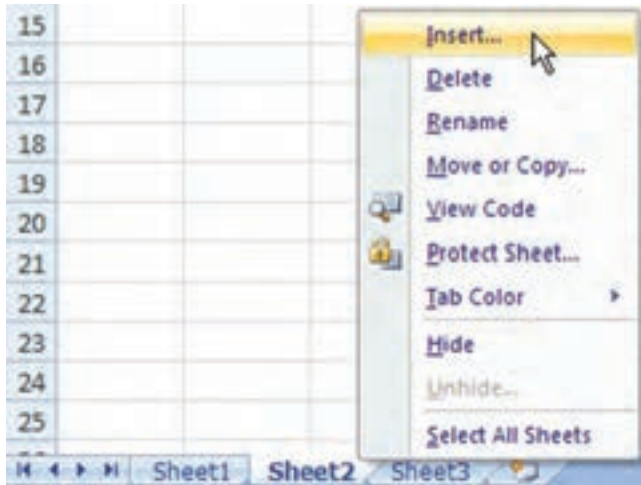 15
16
17
18
19
20
21
22
23
24
25
Insert...
Delete
Rename
Move or Copy...
View Code
Protect Sheet...
Tab Color
Hide
Unhide...
Select All Sheets
Sheet1 Sheet2 Sheet3